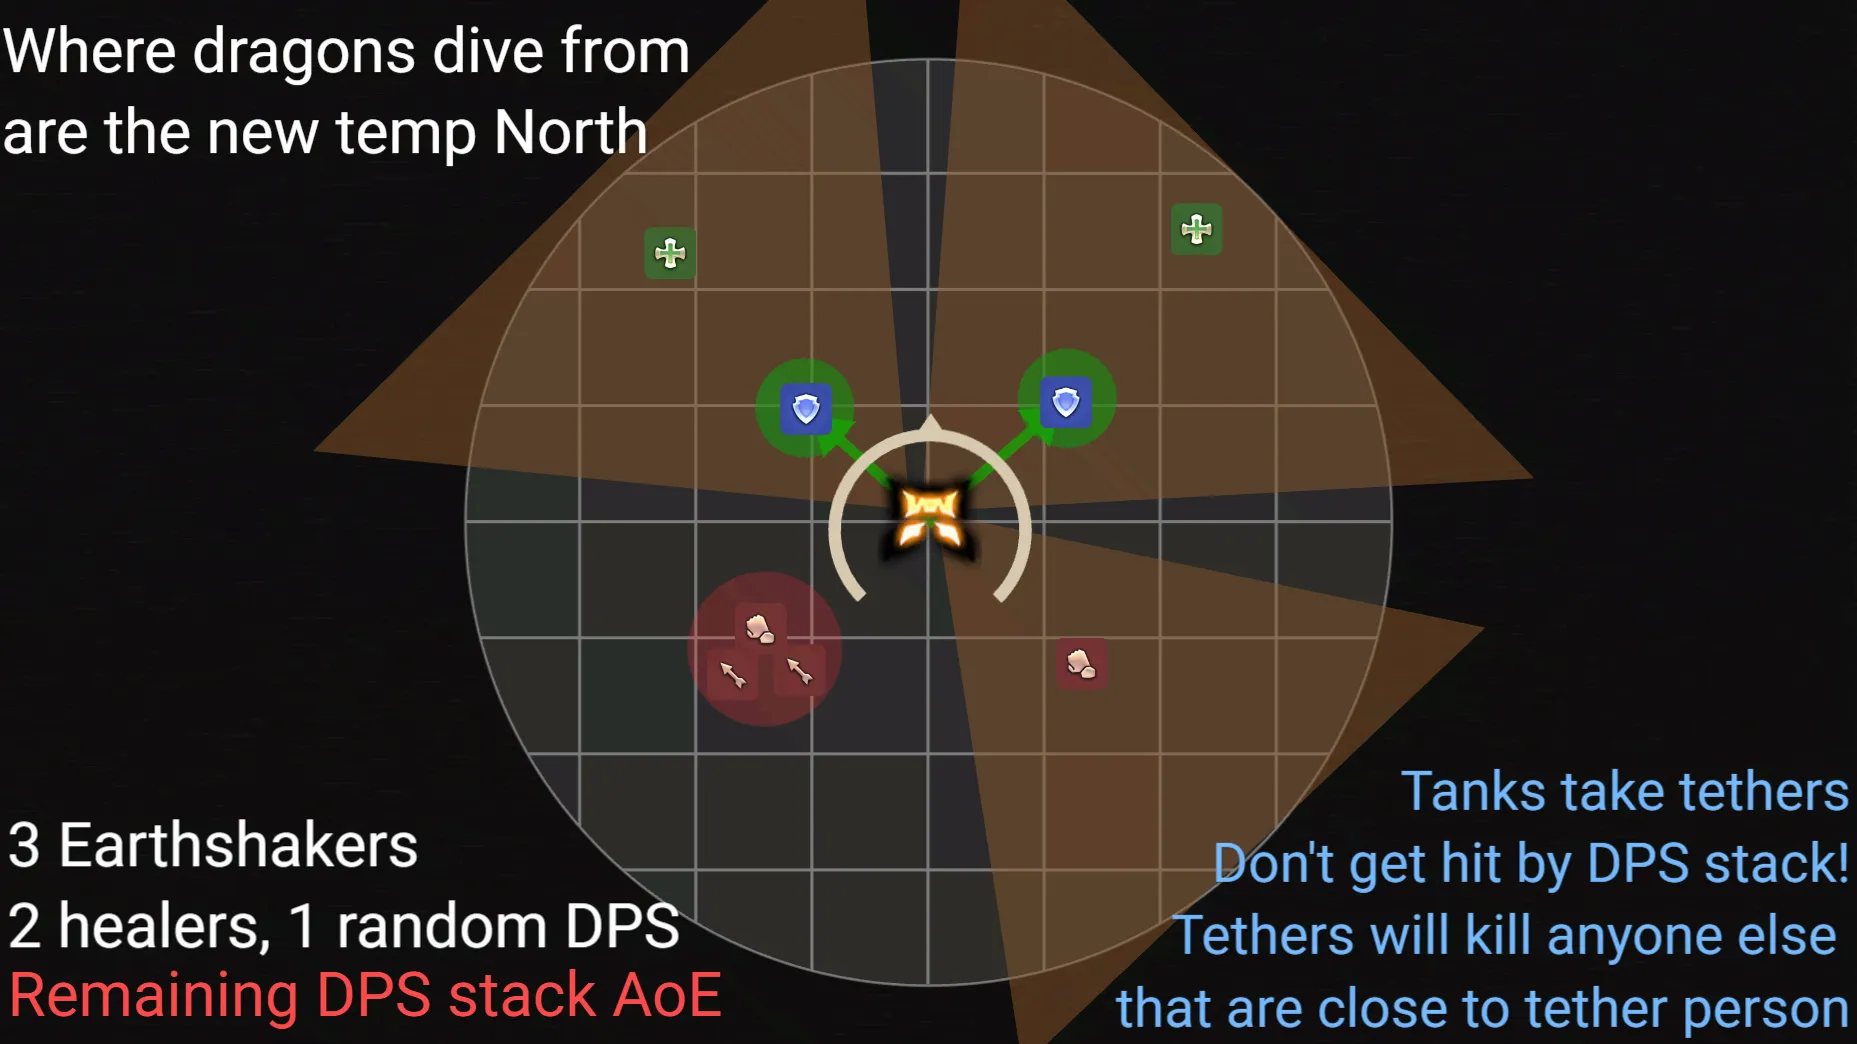 Where dragons dive from
are the new temp North
3 Earthshakers
2 healers, 1 random DPS
Remaining DPS stack AoE
Tanks take tethers
Don't get hit by DPS stack!
Tethers will kill anyone else
that are close to tether person